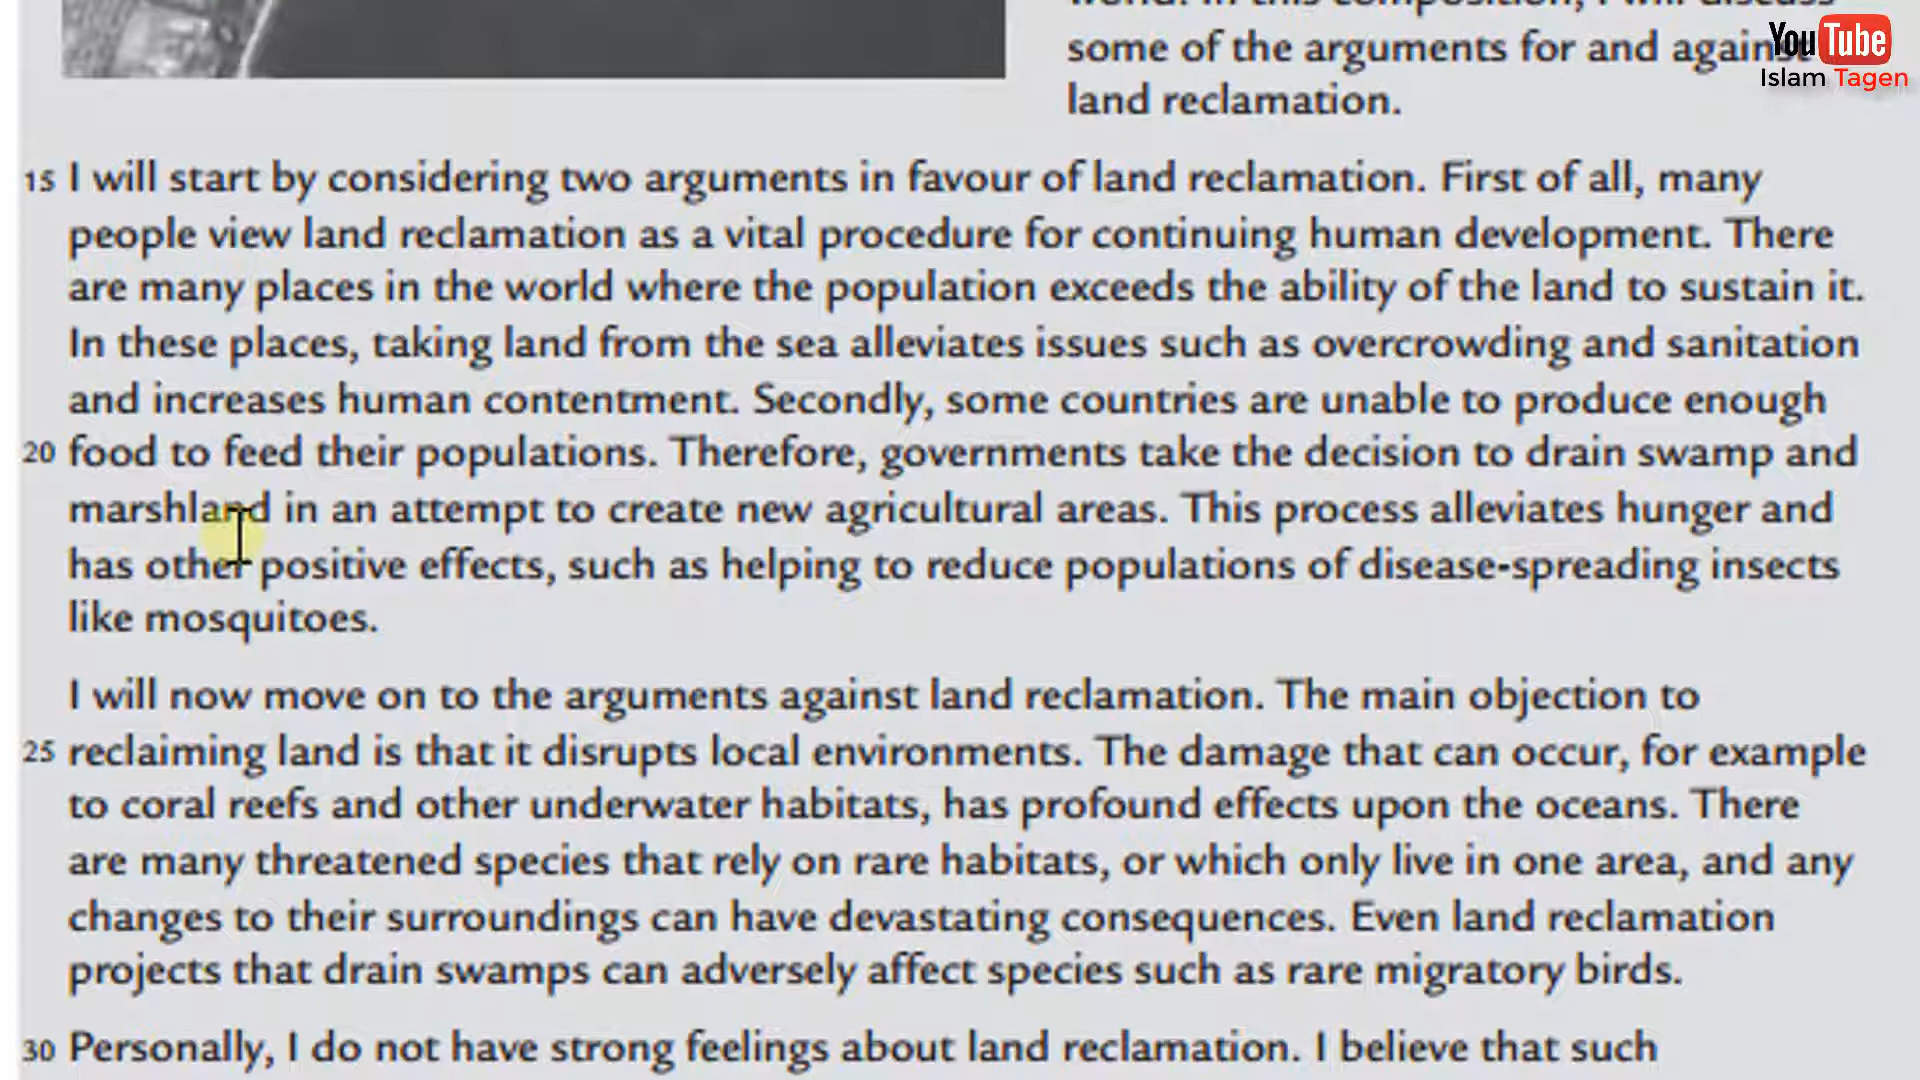 some of the arguments for and against
land reclamation.
YouTube
Islam Tagen
15 I will start by considering two arguments in favour of land reclamation. First of all, many
people view land reclamation as a vital procedure for continuing human development. There
are many places in the world where the population exceeds the ability of the land to sustain it.
In these places, taking land from the sea alleviates issues such as overcrowding and sanitation
and increases human contentment. Secondly, some countries are unable to produce enough
20 food to feed their populations. Therefore, governments take the decision to drain swamp and
marshland in an attempt to create new agricultural areas. This process alleviates hunger and
has other positive effects, such as helping to reduce populations of disease-spreading insects
like mosquitoes.
I will now move on to the arguments against land reclamation. The main objection to
25 reclaiming land is that it disrupts local environments. The damage that can occur, for example
to coral reefs and other underwater habitats, has profound effects upon the oceans. There
are many threatened species that rely on rare habitats, or which only live in one area, and any
changes to their surroundings can have devastating consequences. Even land reclamation
projects that drain swamps can adversely affect species such as rare migratory birds.
30 Personally, I do not have strong feelings about land reclamation. I believe that such